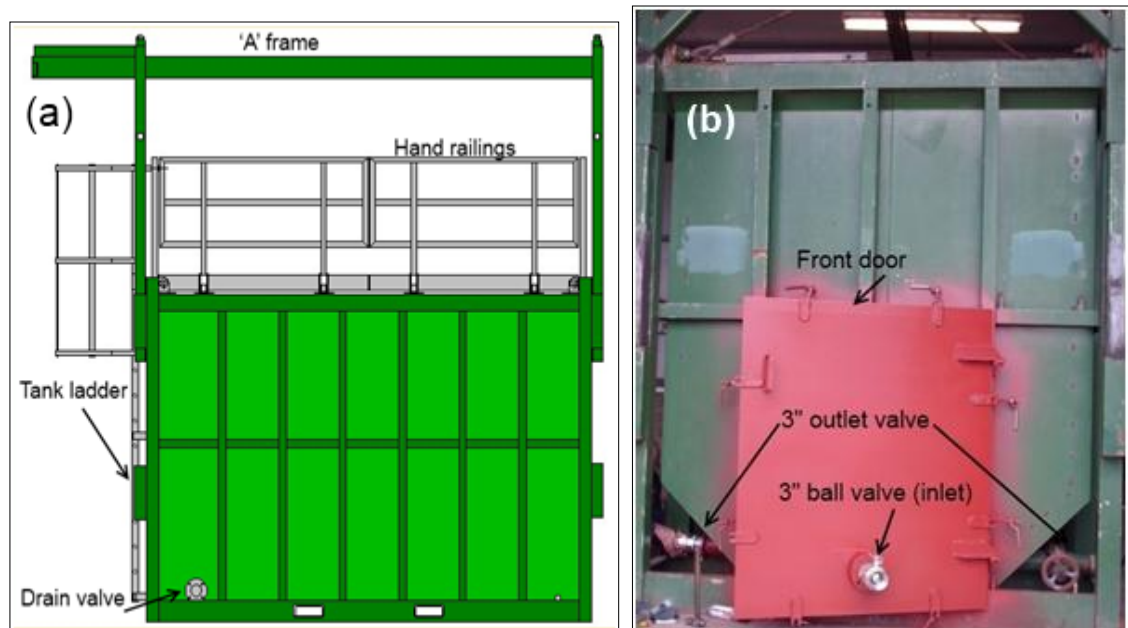 'A' frame
(a)
Hand railings
Tank ladder
Drain valve
(b)
Front door
3" outlet valve
3" ball valve (inlet)